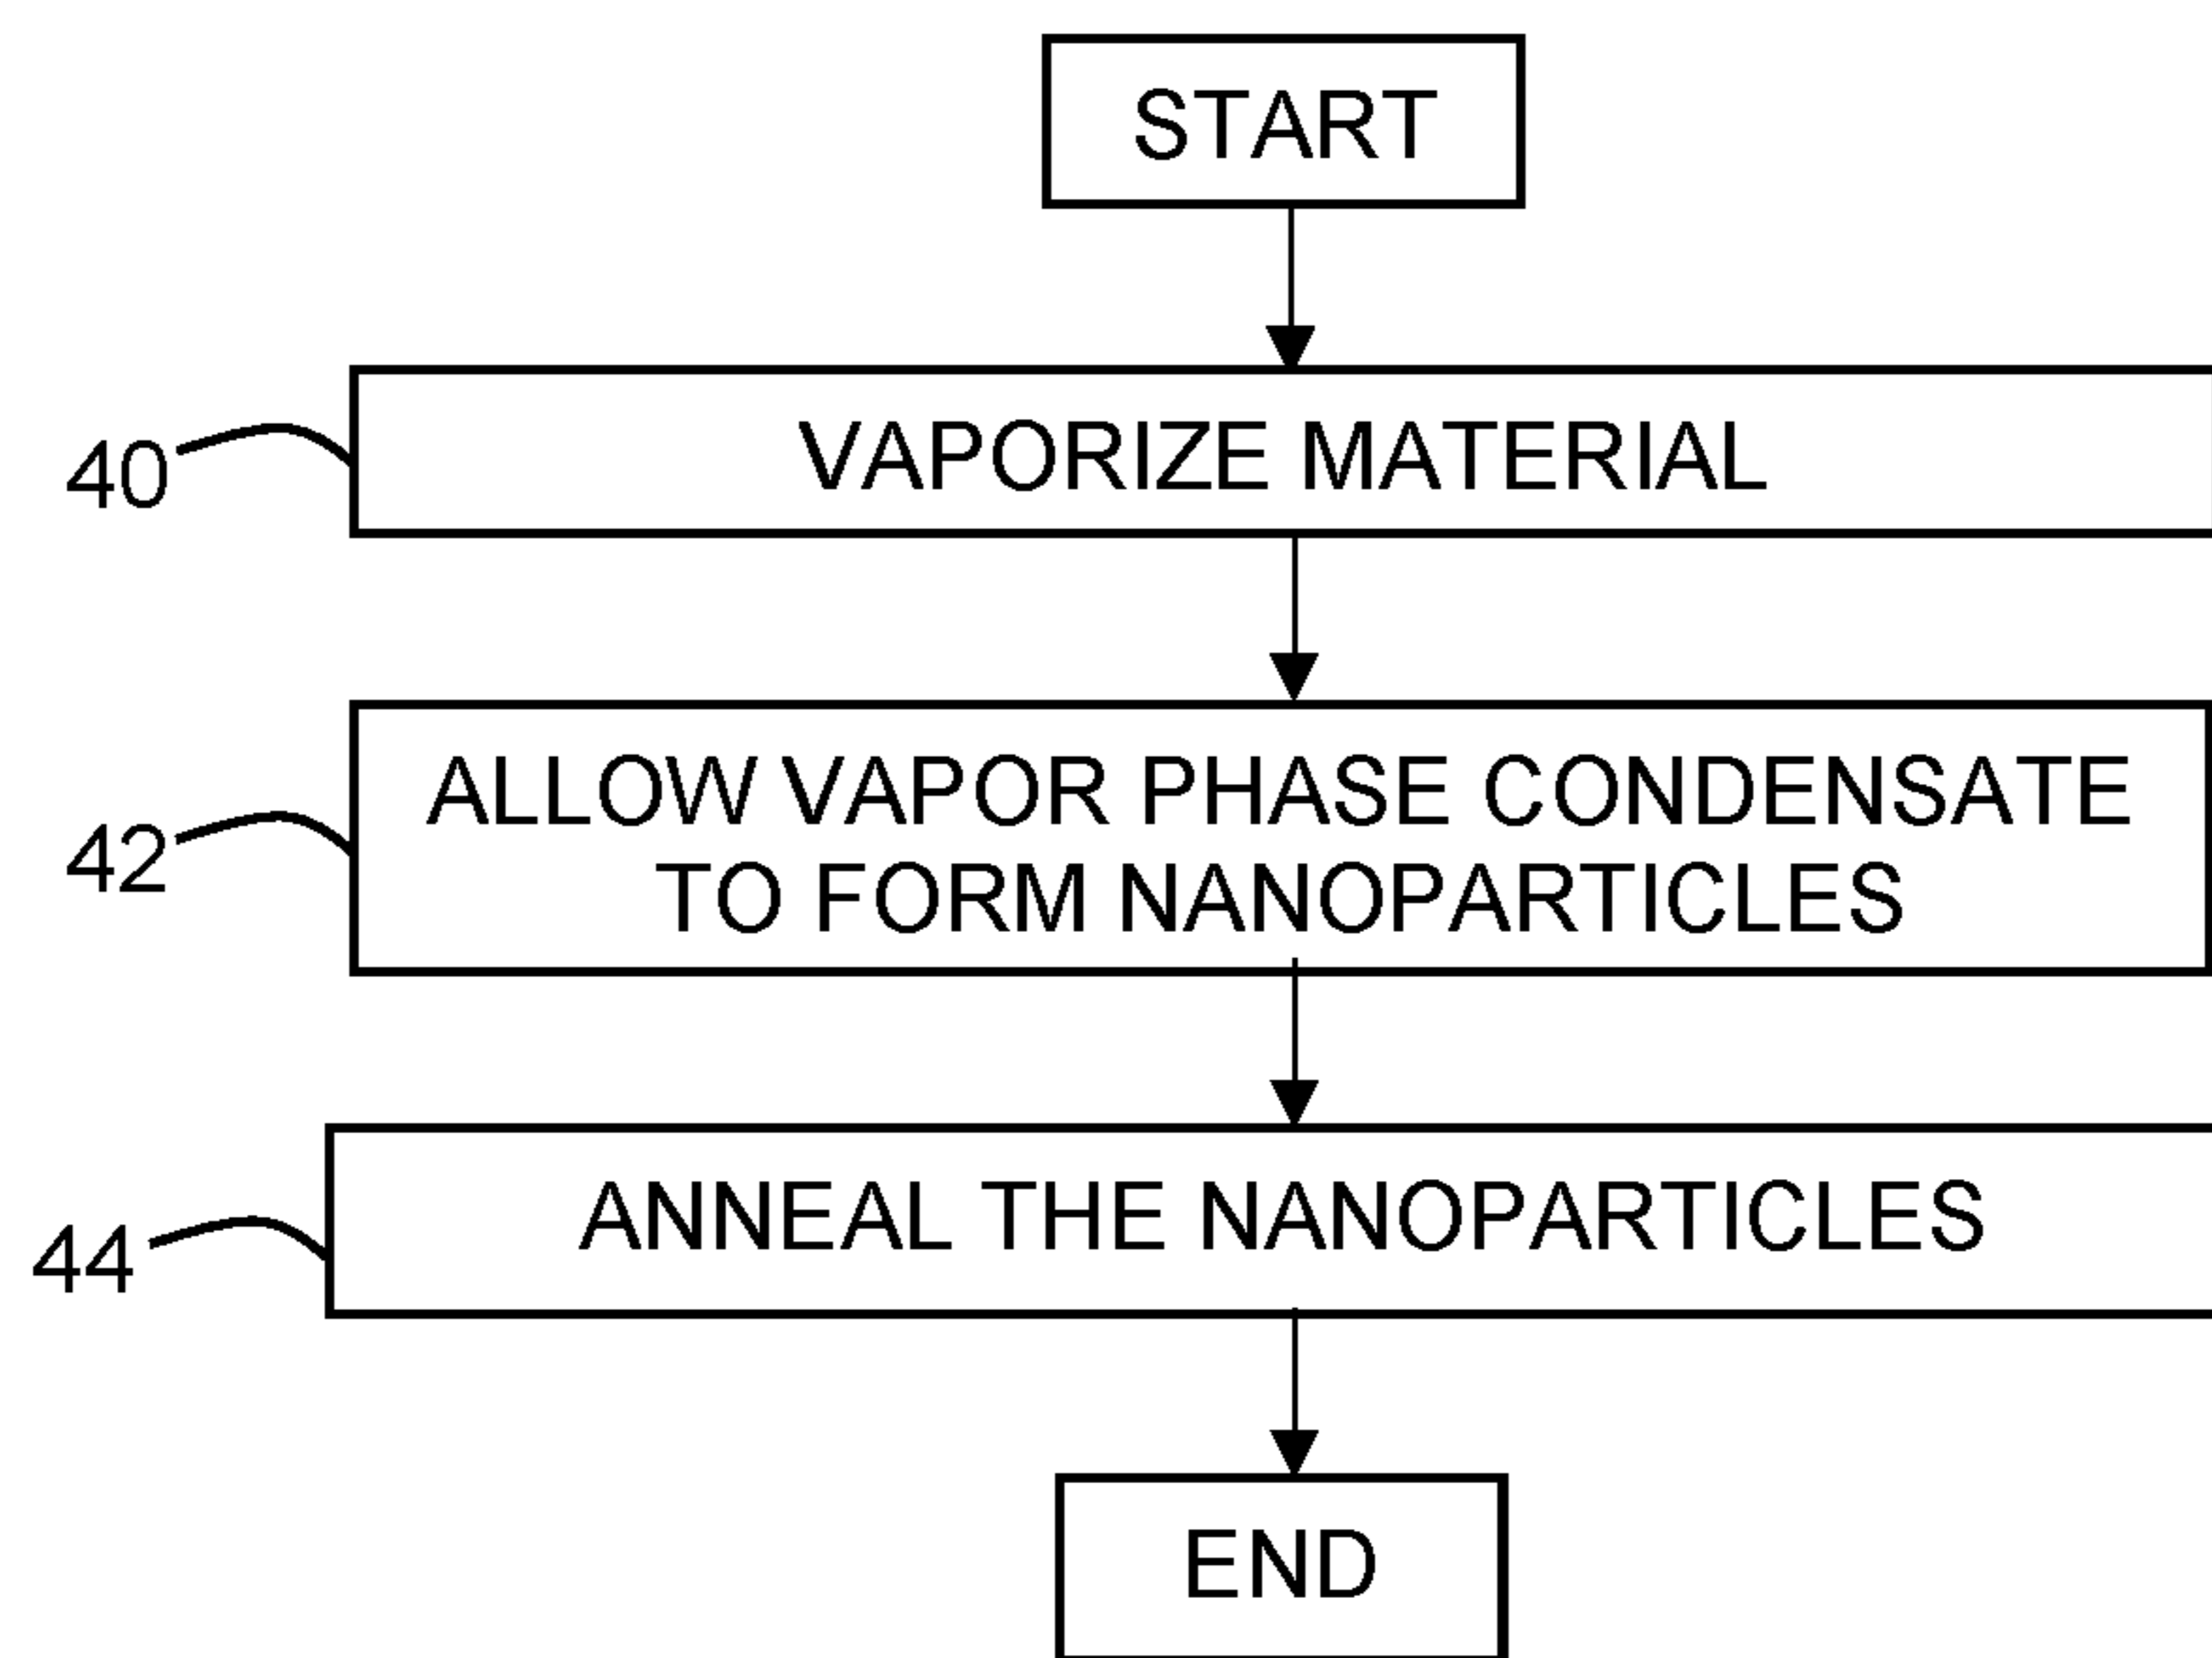 START
40
VAPORIZE MATERIAL
42
ALLOW VAPOR PHASE CONDENSATE
TO FORM NANOPARTICLES
44
ANNEAL THE NANOPARTICLES
END